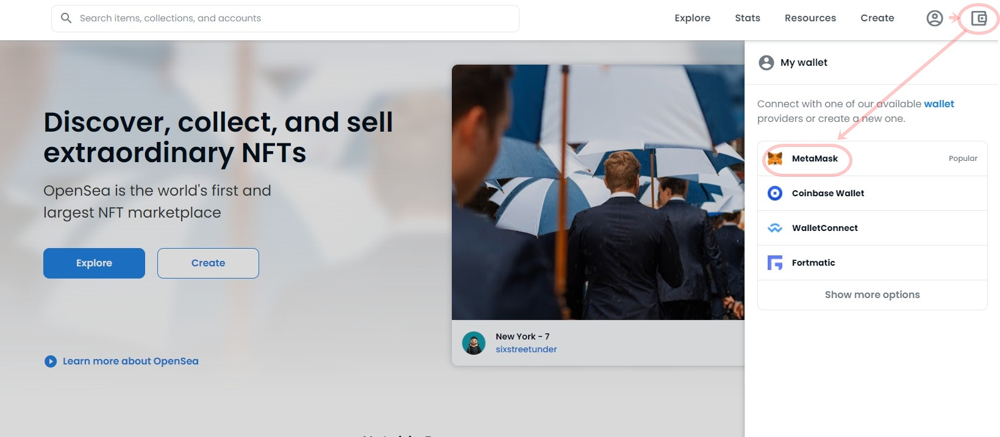 Search items, collections, and accounts
Explore
Stats
Resources
Create
Discover, collect, and sell
extraordinary NFTs
OpenSea is the world's first and
largest NFT marketplace
Explore
Create
Learn more about OpenSea
New York - 7
sixstreetunder
My wallet
Connect with one of our available wallet
providers or create a new one.
MetaMask
Popular
Coinbase Wallet
WalletConnect
Fortmatic
Show more options